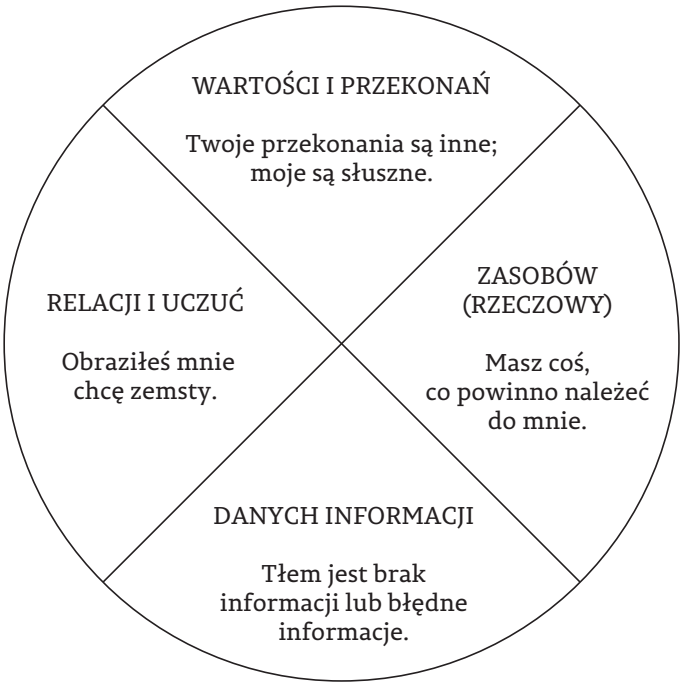 WARTOŚCI I PRZEKONAŃ
Twoje przekonania są inne;
moje są słuszne.
RELACJI I UCZUĆ
Obraziłeś mnie
chcę zemsty.
ZASOBÓW
(RZECZOWY)
Masz coś,
co powinno należeć
do mnie.
DANYCH INFORMACJI
Tłem jest brak
informacji lub błędne
informacje.